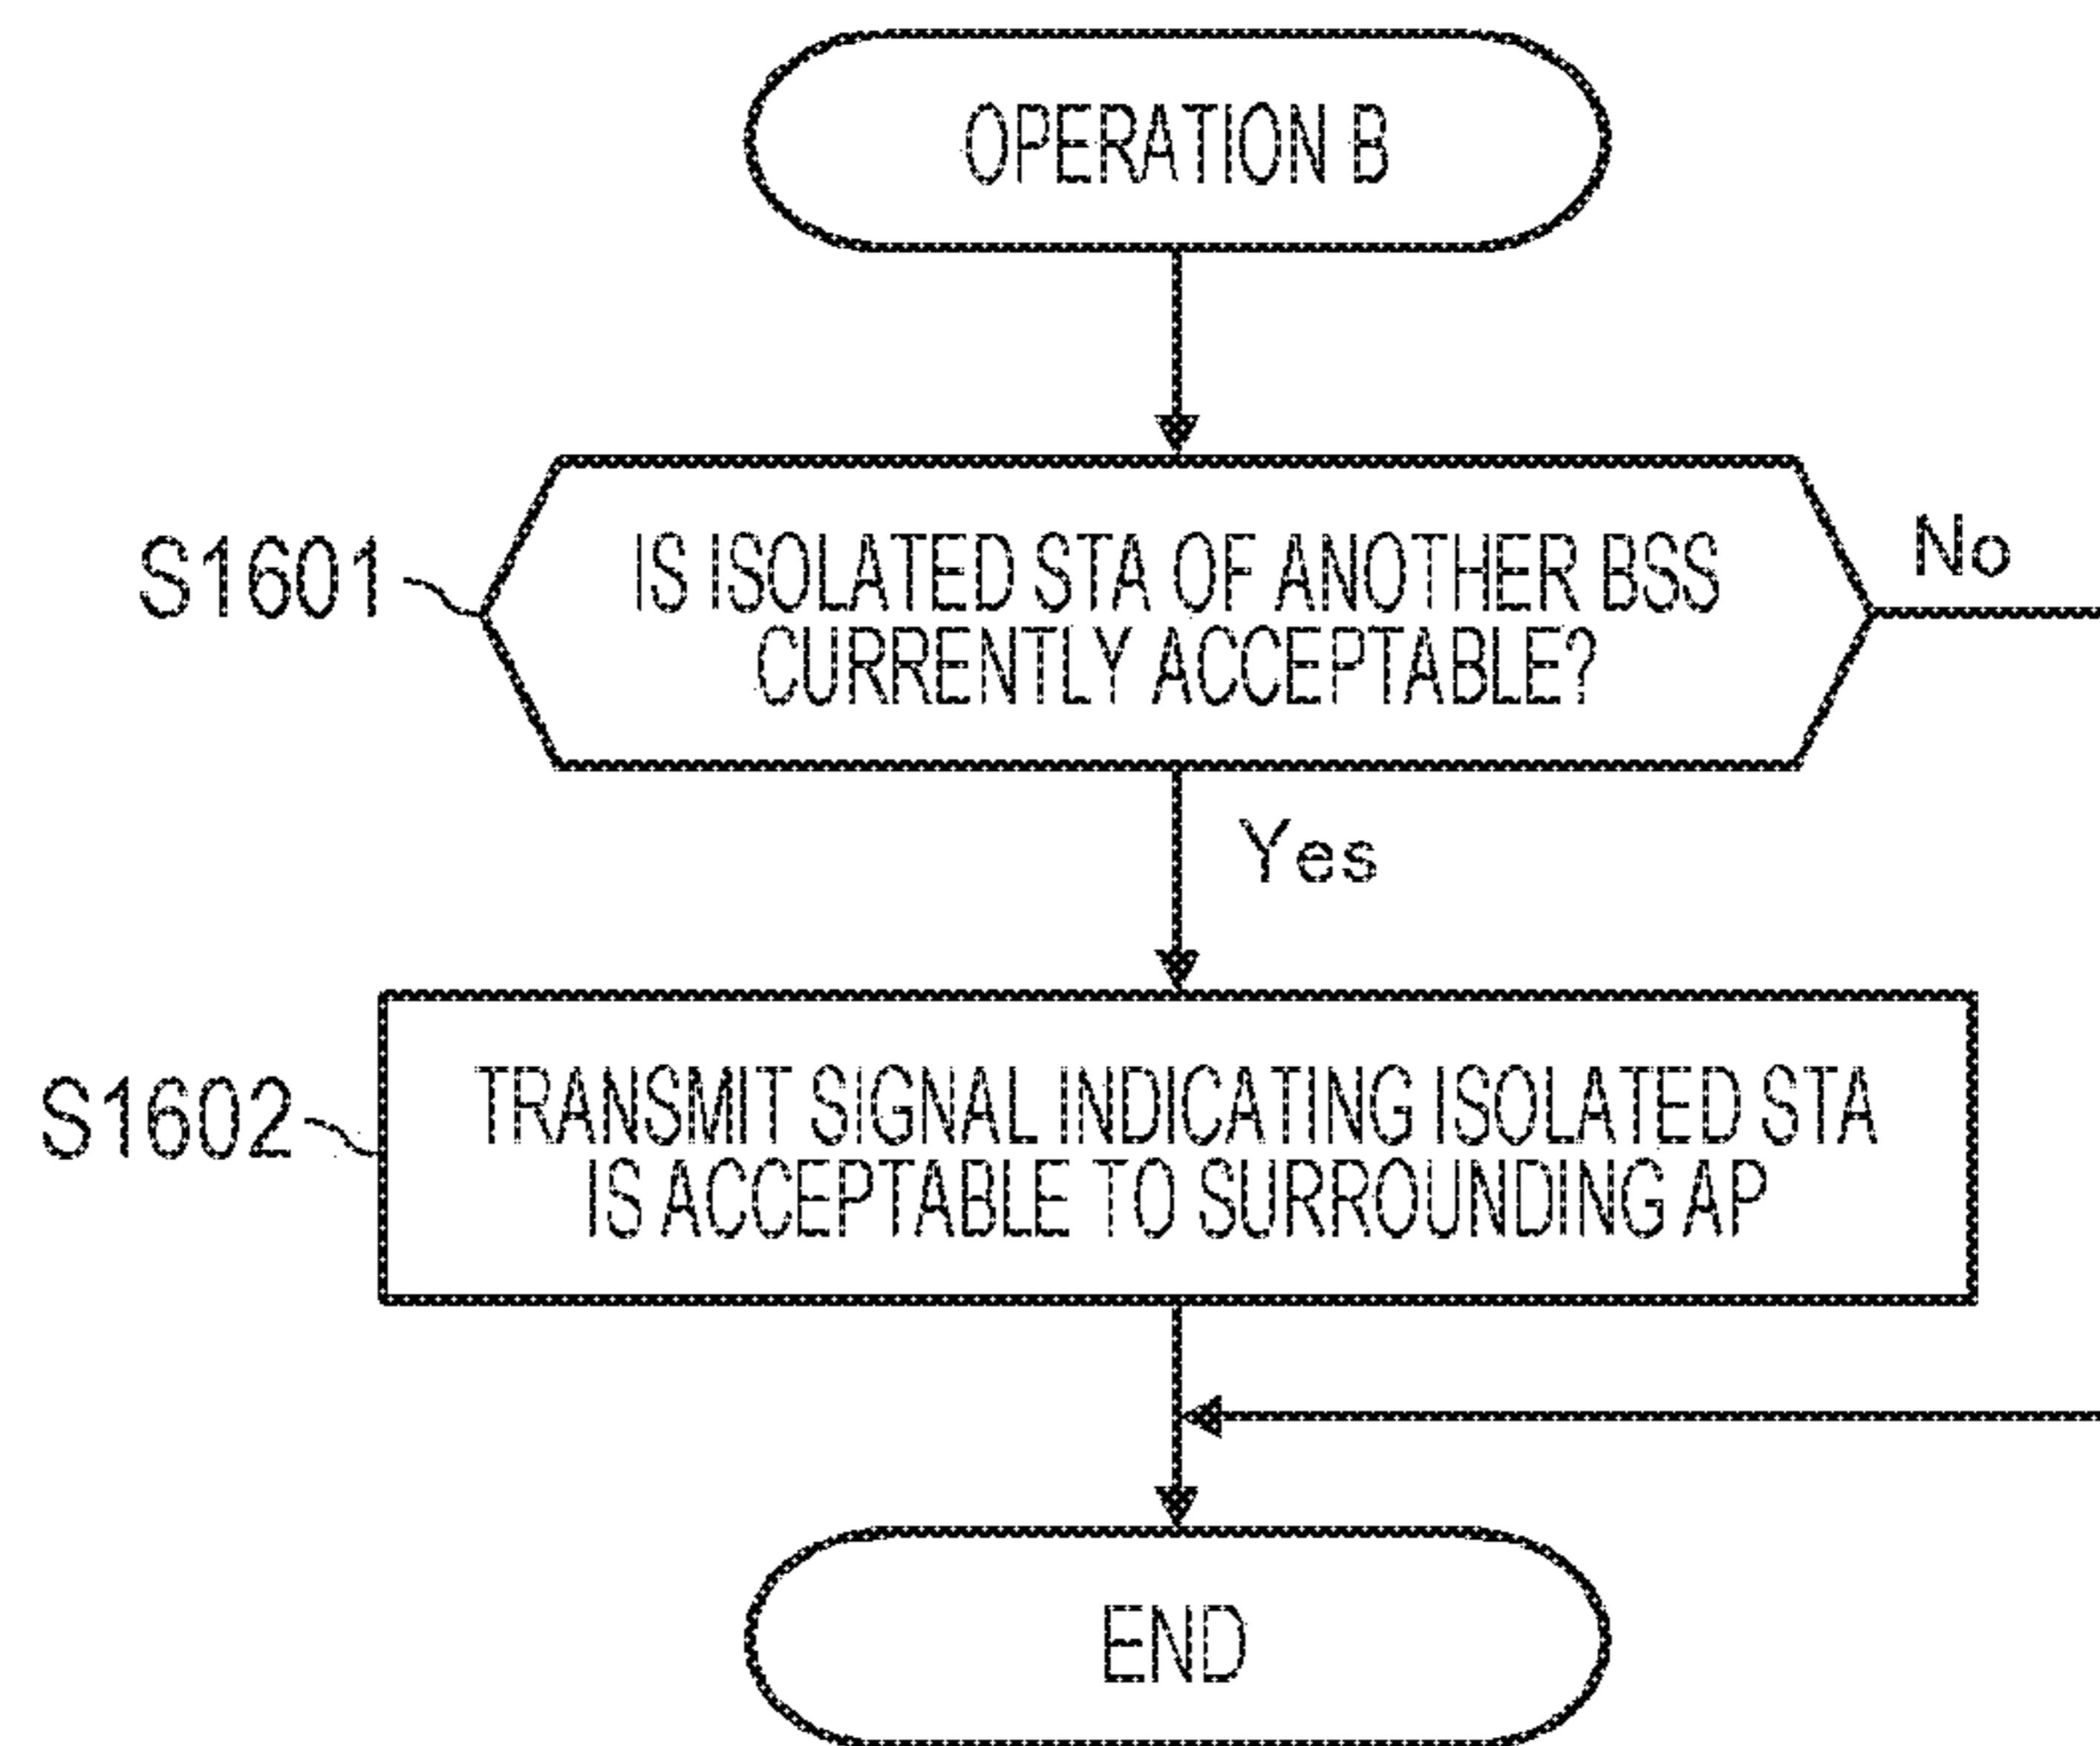 OPERATION B
S1601
IS ISOLATED STA OF ANOTHER BSS
CURRENTLY ACCEPTABLE?
No
Yes
S1602
TRANSMIT SIGNAL INDICATING ISOLATED STA
IS ACCEPTABLE TO SURROUNDING AP
END